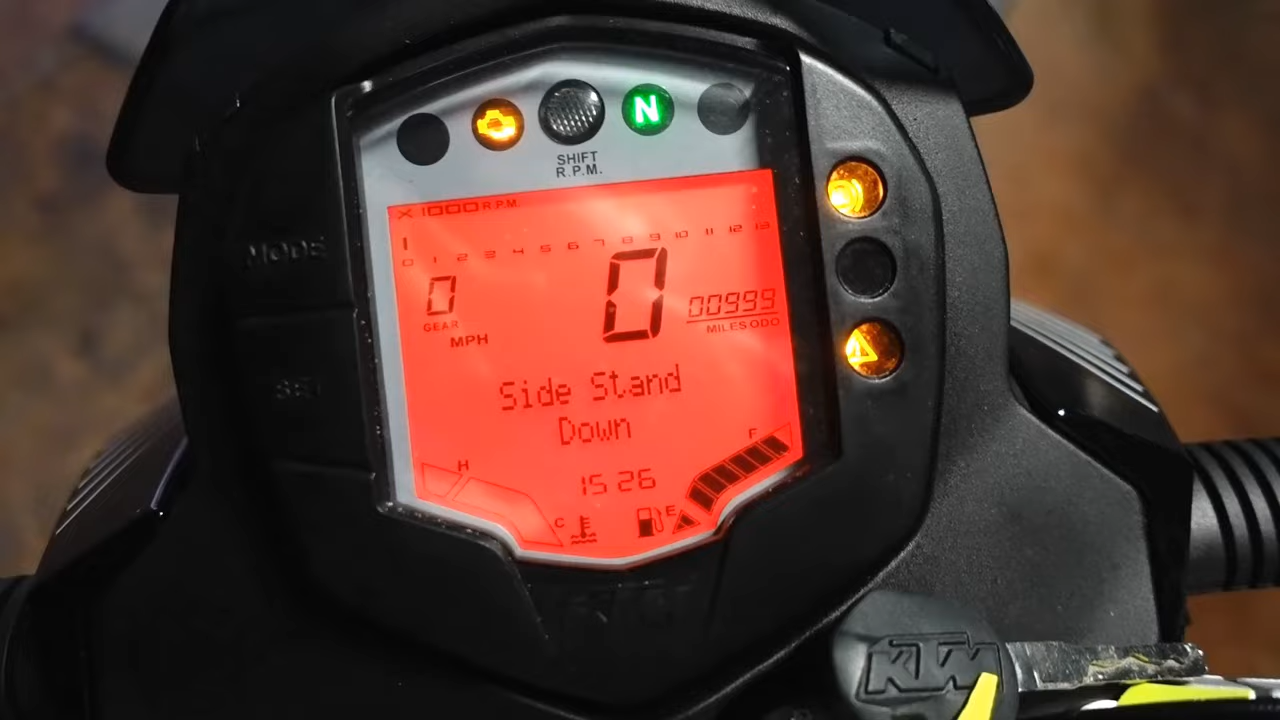 N
SHIFT
R.P.M.
X 1000 R.P.M.
0 1 2 3 4 5 6 7 8 9 10 11 12 13
MODE
0
0
00999
GEAR
MILES ODO
MPH
SET
Side Stand
Down
H
F
15 26
C
E
KTM